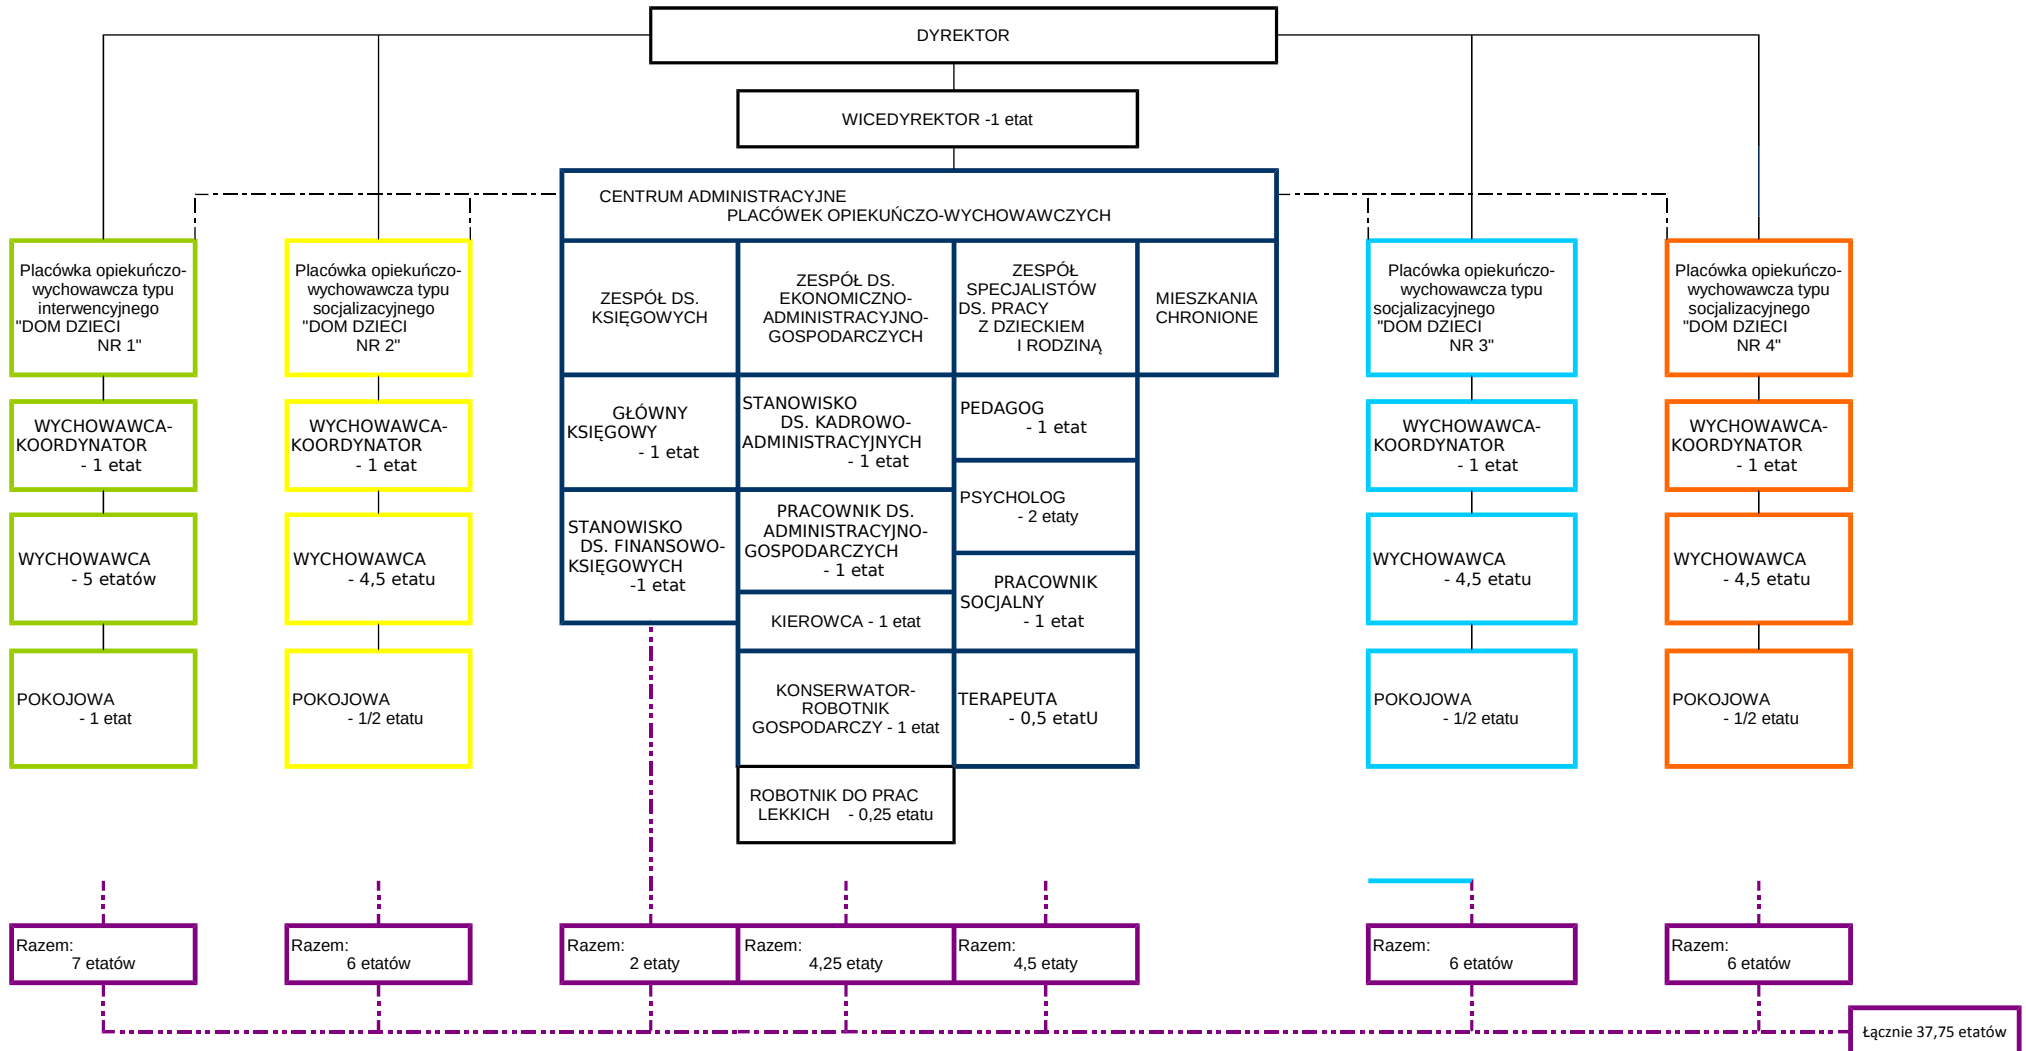 DYREKTOR
WICEDYREKTOR -1 etat
CENTRUM ADMINISTRACYJNE
PLACÓWEK OPIEKUŃCZO-WYCHOWAWCZYCH
Placówka opiekuńczo-
wychowawcza typu
interwencyjnego
"DOM DZIECI
NR 1"
Placówka opiekuńczo-
wychowawcza typu
socjalizacyjnego
"DOM DZIECI
NR 2"
ZESPÓŁ DS.
KSIĘGOWYCH
ZESPÓŁ DS.
EKONOMICZNO-
ADMINISTRACYJNO-
GOSPODARCZYCH
ZESPÓŁ
SPECJALISTÓW
DS. PRACY
Z DZIECKIEM
I RODZINĄ
MIESZKANIA
CHRONIONE
Placówka opiekuńczo-
wychowawcza typu
socjalizacyjnego
"DOM DZIECI
NR 3"
Placówka opiekuńczo-
wychowawcza typu
socjalizacyjnego
"DOM DZIECI
NR 4"
WYCHOWAWCA-
KOORDYNATOR
- 1 etat
WYCHOWAWCA-
KOORDYNATOR
- 1 etat
GŁÓWNY
KSIĘGOWY
- 1 etat
STANOWISKO
DS. KADROWO-
ADMINISTRACYJNYCH
- 1 etat
PEDAGOG
- 1 etat
WYCHOWAWCA-
KOORDYNATOR
- 1 etat
WYCHOWAWCA-
KOORDYNATOR
- 1 etat
PSYCHOLOG
- 2 etaty
WYCHOWAWCA
- 5 etatów
WYCHOWAWCA
- 4,5 etatu
STANOWISKO
DS. FINANSOWO-
KSIĘGOWYCH
-1 etat
PRACOWNIK DS.
ADMINISTRACYJNO-
GOSPODARCZYCH
- 1 etat
PRACOWNIK
SOCJALNY
- 1 etat
WYCHOWAWCA
- 4,5 etatu
WYCHOWAWCA
- 4,5 etatu
KIEROWCA - 1 etat
POKOJOWA
- 1 etat
POKOJOWA
- 1/2 etatu
KONSERWATOR-
ROBOTNIK
GOSPODARCZY - 1 etat
TERAPEUTA
- 0,5 etatU
POKOJOWA
- 1/2 etatu
POKOJOWA
- 1/2 etatu
ROBOTNIK DO PRAC
LEKKICH - 0,25 etatu
Razem:
7 etatów
Razem:
6 etatów
Razem:
2 etaty
Razem:
4,25 etaty
Razem:
4,5 etaty
Razem:
6 etatów
Razem:
6 etatów
Łącznie 37,75 etatów